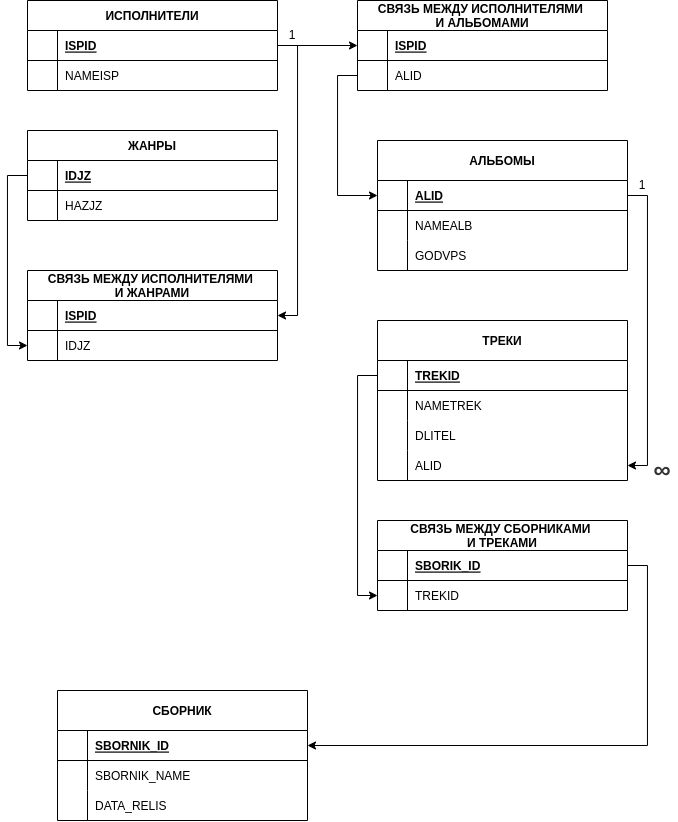 ИСПОЛНИТЕЛИ
ISPID
NAMEISP
1
СВЯЗЬ МЕЖДУ ИСПОЛНИТЕЛЯМИ
И АЛЬБОМАМИ
ISPID
ALID
ЖАНРЫ
IDJZ
HAZJZ
АЛЬБОМЫ
ALID
NAMEALB
GODVPS
1
СВЯЗЬ МЕЖДУ ИСПОЛНИТЕЛЯМИ
И ЖАНРАМИ
ISPID
IDJZ
ТРЕКИ
TREKID
NAMETREK
DLITEL
ALID
∞
СВЯЗЬ МЕЖДУ СБОРНИКАМИ
И ТРЕКАМИ
SBORIK_ID
TREKID
СБОРНИК
SBORNIK_ID
SBORNIK_NAME
DATA_RELIS